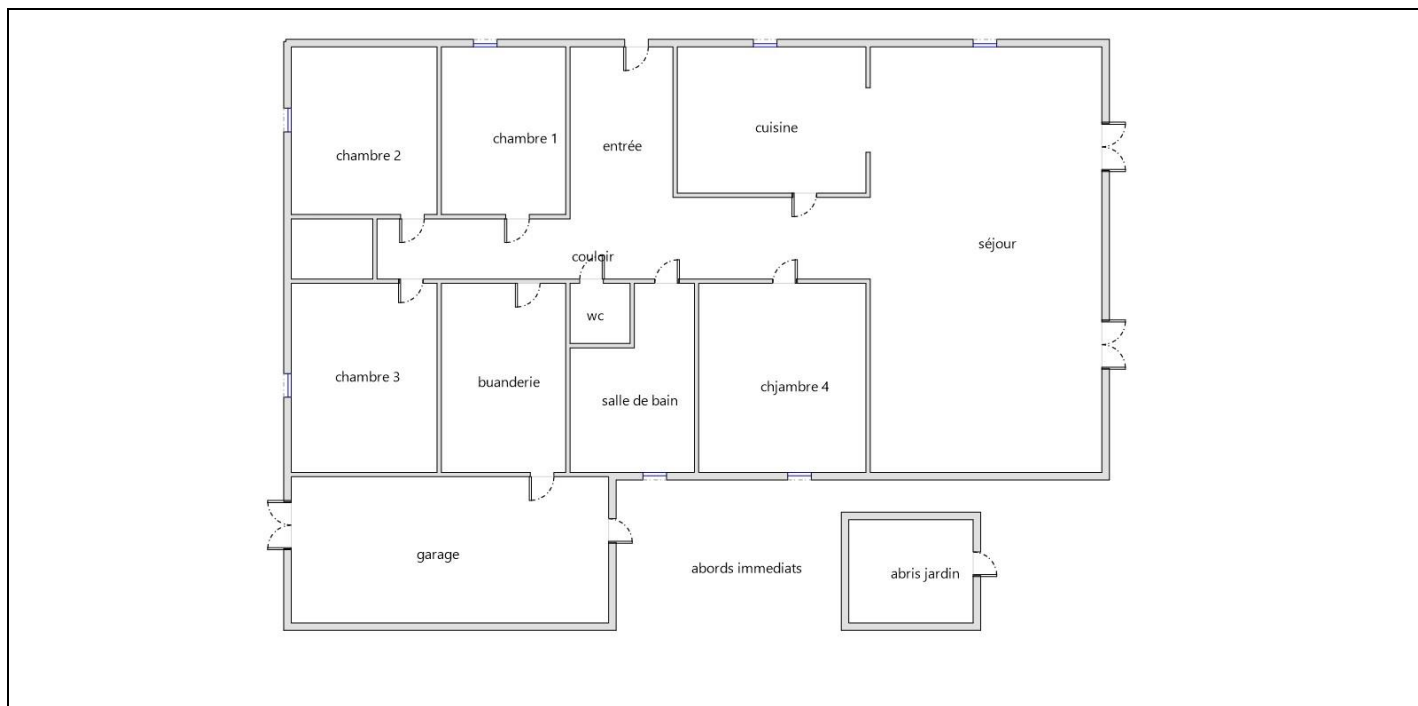 cuisine
chambre 1
entrée
chambre 2
séjour
couloir
wc
chambre 3
buanderie
chjambre 4
salle de bain
garage
abords immediats
abris jardin